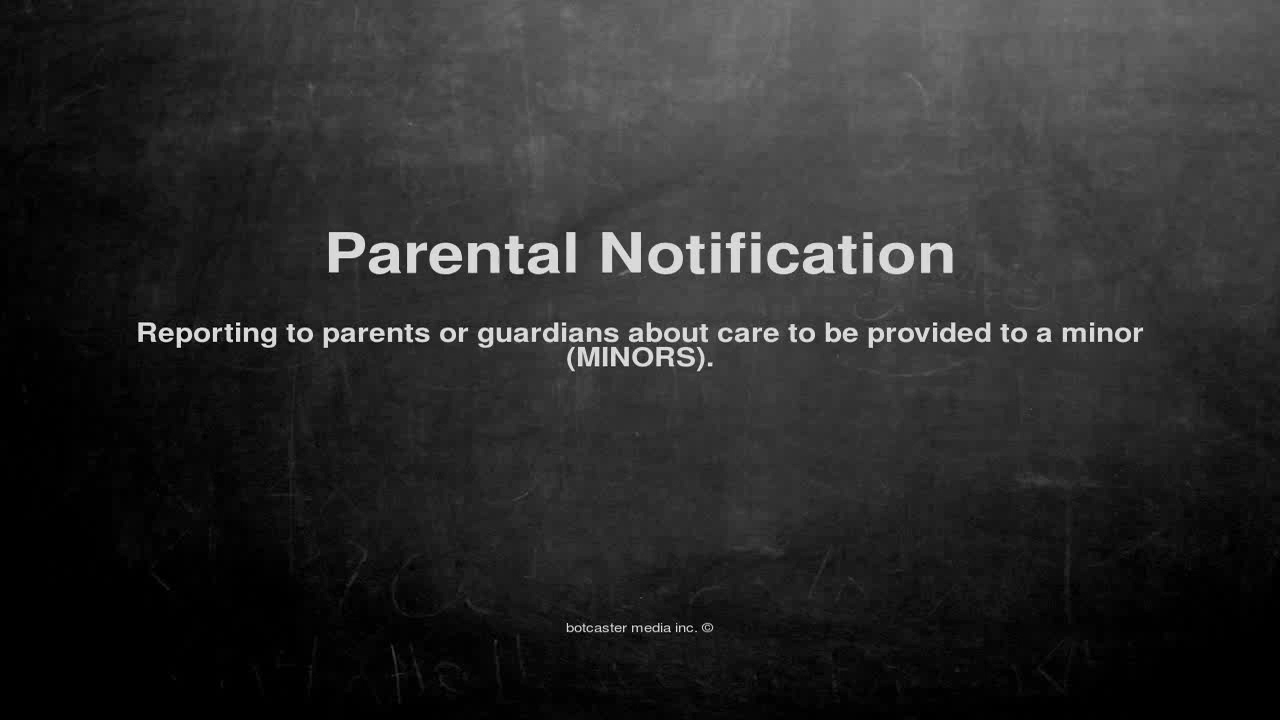 Parental Notification
Reporting to parents or guardians about care to be provided to a minor
(MINORS).
botcaster media inc. ©